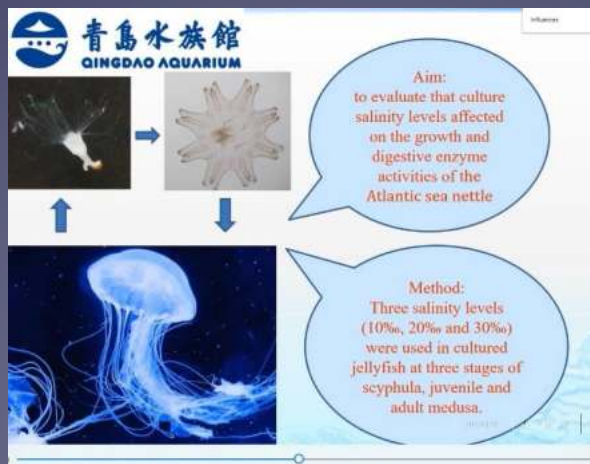 Influences
青島水族館
QINGDAO AQUARIUM
Aim:
to evaluate that culture
salinity levels affected
on the growth and
digestive enzyme
activities of the
Atlantic sea nettle
Method:
Three salinity levels
(10‰, 20‰ and 30‰)
were used in cultured
jellyfish at three stages of
scyphula, juvenile and
adult medusa.